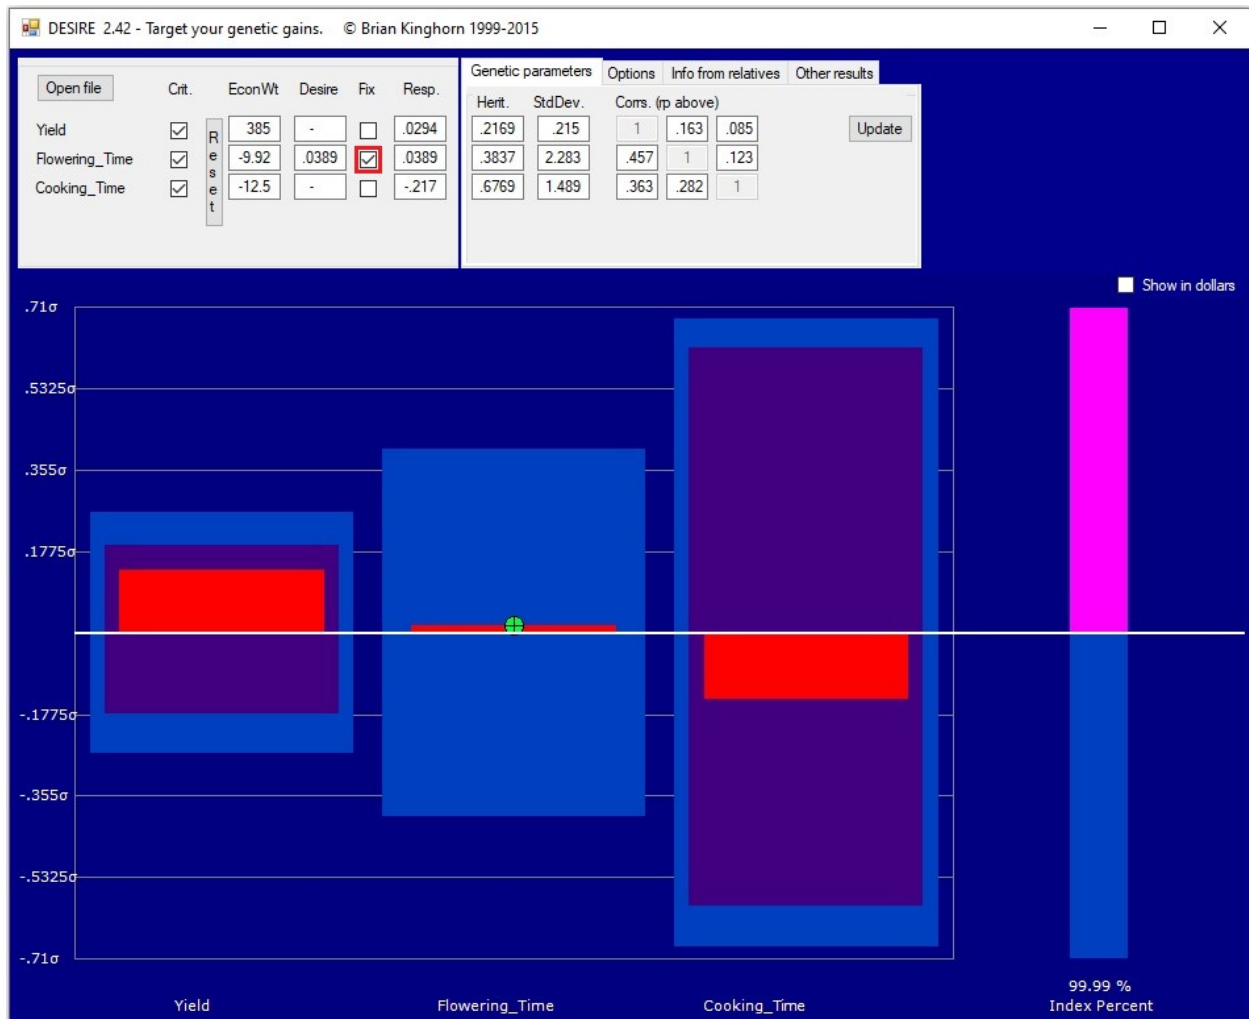 DESIRE 2.42 - Target your genetic gains. © Brian Kinghorn 1999-2015
Open file Crit. EconWt Desire Fix Resp.
Yield 385 - .0294
Flowering_Time -9.92 .0389 .0389
Cooking_Time -12.5 - -.217
Reset
Genetic parameters Options Info from relatives Other results
Herit. StdDev. Corrs. (rp above)
.2169 .215 1 .163 .085 Update
.3837 2.283 .457 1 .123
.6769 1.489 .363 .282 1
Show in dollars
.71σ
.5325σ
.355σ
.1775σ
-.1775σ
-.355σ
-.5325σ
-.71σ
99.99 %
Yield Flowering_Time Cooking_Time Index Percent